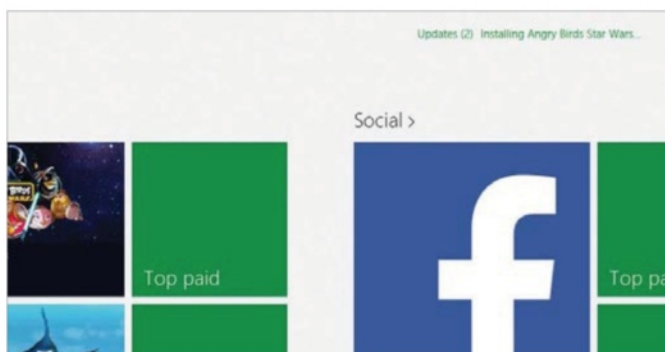 Updates (2) Installing Angry Birds Star Wars...
Social >
Top paid
Top pa